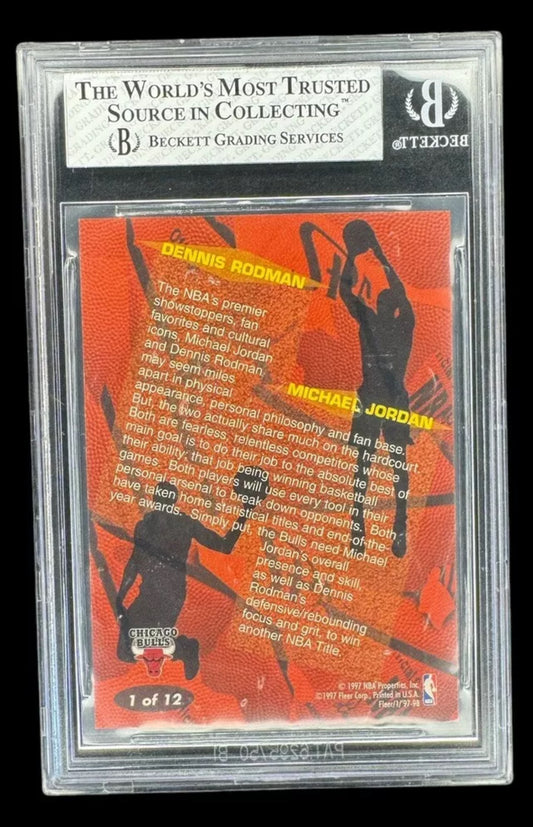 THE WORLD'S MOST TRUSTED
SOURCE IN COLLECTING™
B BECKETT GRADING SERVICES
B
BECKETT®
DENNIS RODMAN
The NBA's premier
showstoppers, fan
favorites and cultural
icons, Michael Jordan
and Dennis Rodman,
may seem miles
apart in physical
appearance, personal philosophy and fan base.
MICHAEL JORDAN
But, the two actually share much on the hardcourt.
Both are fearless, relentless competitors whose
main goal is to do their job to the absolute best of
their ability; that job being winning basketball
games. Both players will use every tool in their
personal arsenal to break down opponents. Both
have taken home statistical titles and end-of-the-
year awards. Simply put, the Bulls need Michael
Jordan's overall
presence and skill,
as well as Dennis
Rodman's
defensive/rebounding
focus and grit, to win
another NBA Title.
CHICAGO
BULLS
1 of 12
© 1997 NBA Properties, Inc.
©1997 Fleer Corp., Printed in U.S.A.
Fleer/1/'97-98
NBA